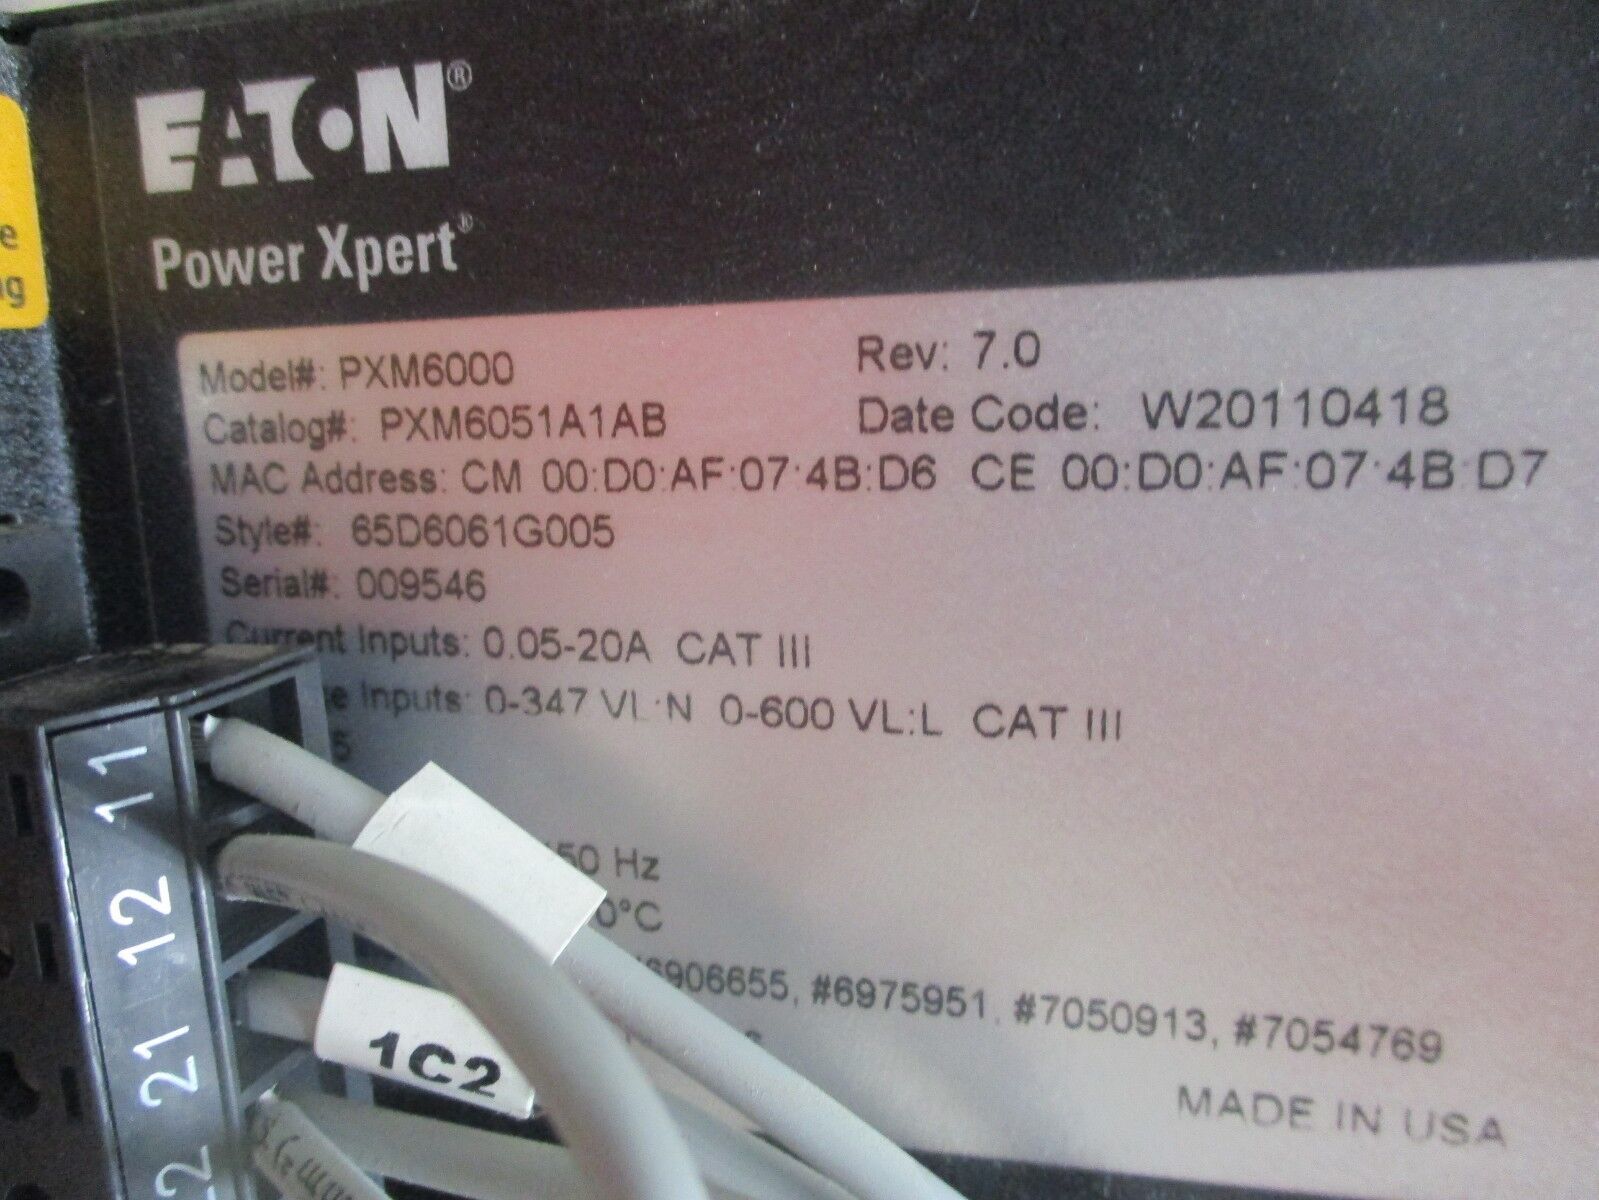 EATON®
Power Xpert®
Model#: PXM6000
Rev: 7.0
Catalog#: PXM6051A1AB
Date Code: W20110418
MAC Address: CM 00:D0:AF:07:4B:D6 CE 00:D0:AF:07:4B:D7
Style#: 65D6061G005
Serial#: 009546
Current Inputs: 0.05-20A CAT III
Inputs: 0-347 VL:N 0-600 VL:L CAT III
50 Hz
0°C
6906655, #6975951, #7050913, #7054769
MADE IN USA
11
12
21
1C2